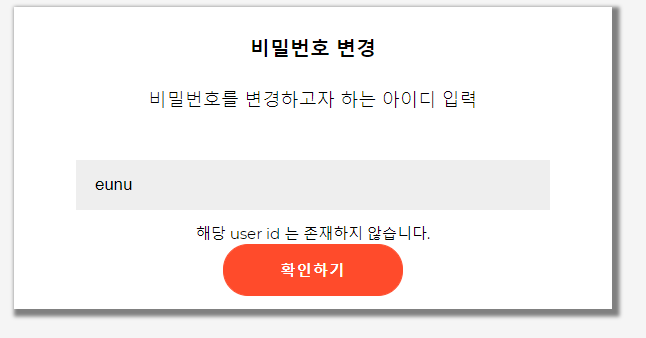 비밀번호 변경
비밀번호를 변경하고자 하는 아이디 입력
eunu
해당 user id 는 존재하지 않습니다.
확인하기